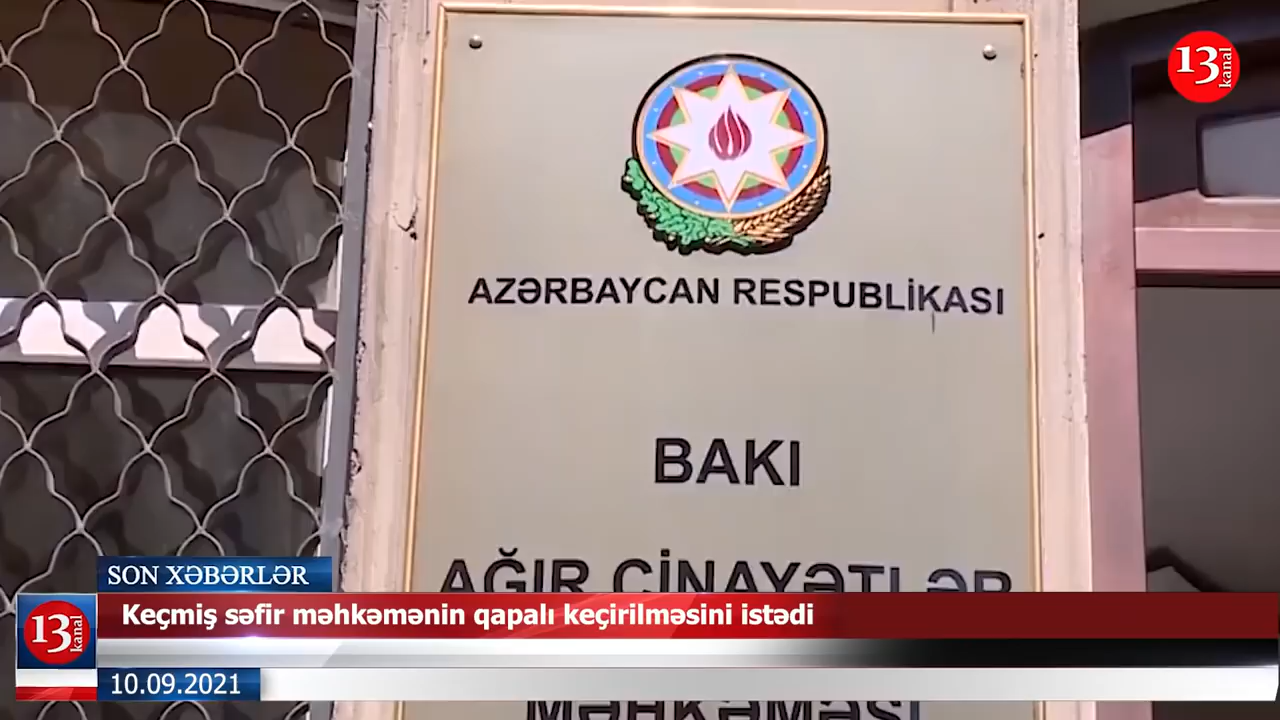 13 kanal
AZƏRBAYCAN RESPUBLİKASI
BAKI
AĞIR CİNAYƏTLƏR
MƏHKƏMƏSİ
SON XƏBƏRLƏR
13 kanal
Keçmiş səfir məhkəmənin qapalı keçirilməsini istədi
10.09.2021